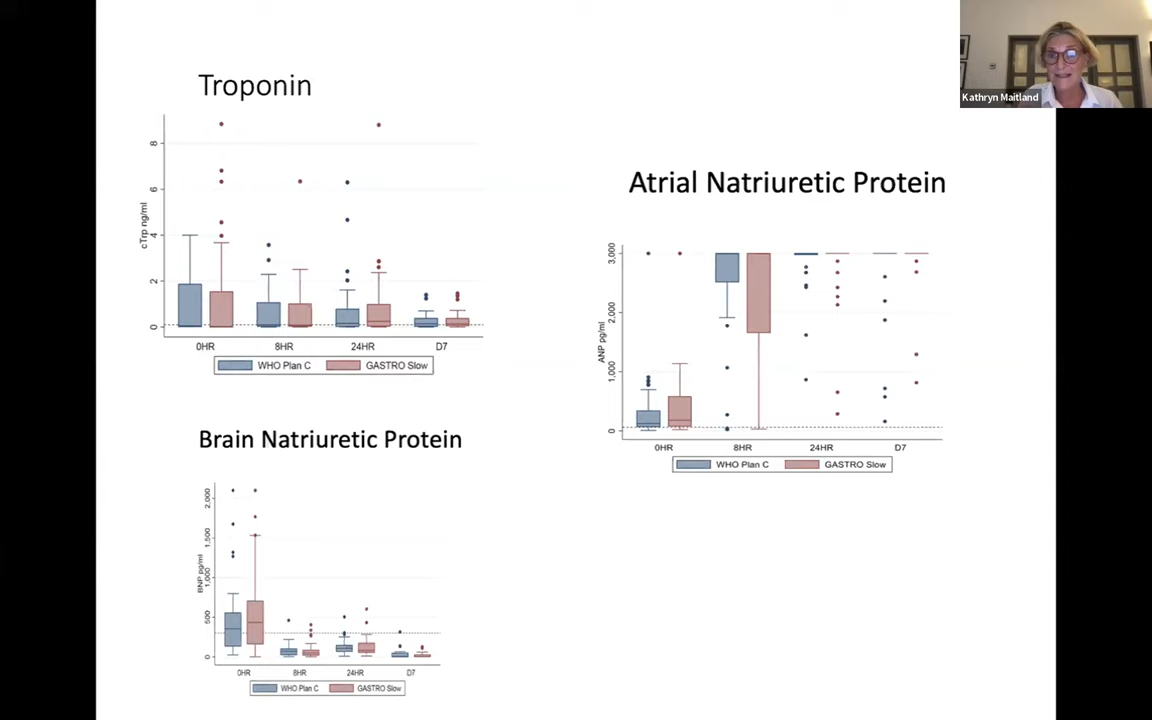 Kathryn Maitland
Troponin
8
6
4
2
0
cTrp ng/ml
0HR 8HR 24HR D7
WHO Plan C GASTRO Slow
Atrial Natriuretic Protein
3,000
2,000
1,000
0
ANP pg/ml
0HR 8HR 24HR D7
WHO Plan C GASTRO Slow
Brain Natriuretic Protein
2,000
1,500
1,000
500
0
BNP pg/ml
0HR 8HR 24HR D7
WHO Plan C GASTRO Slow